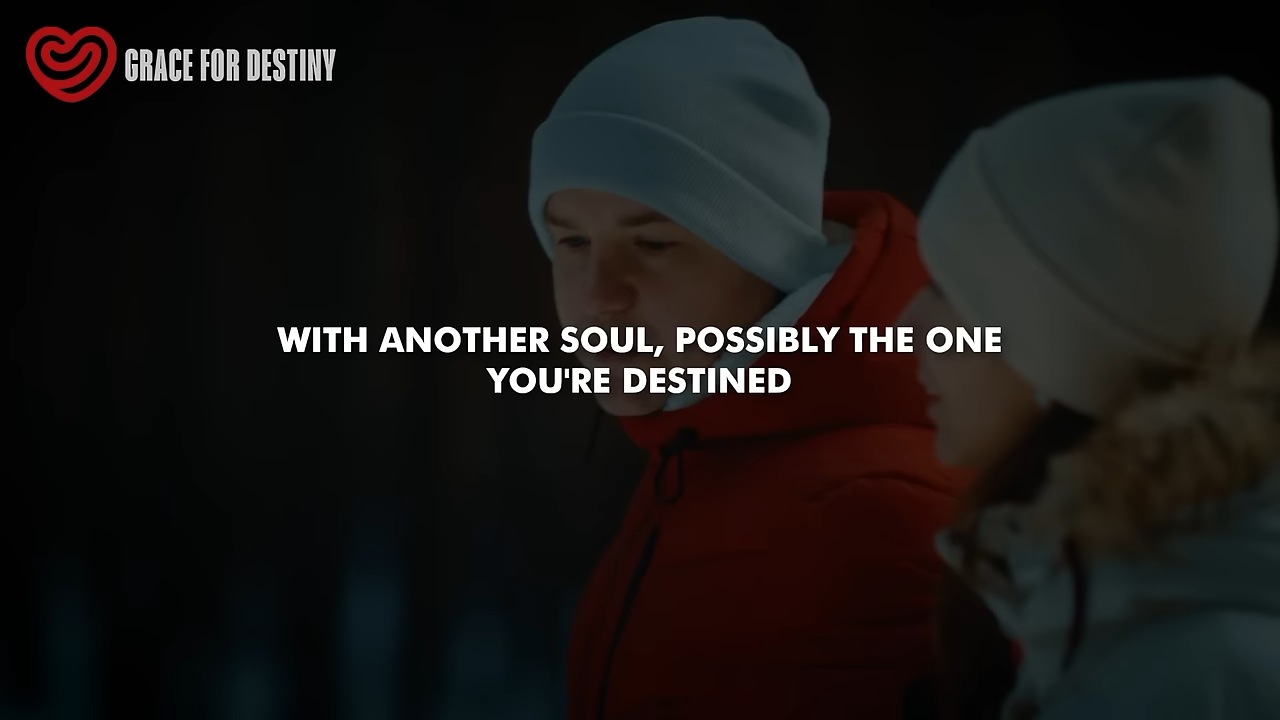 GRACE FOR DESTINY
WITH ANOTHER SOUL, POSSIBLY THE ONE
YOU'RE DESTINED